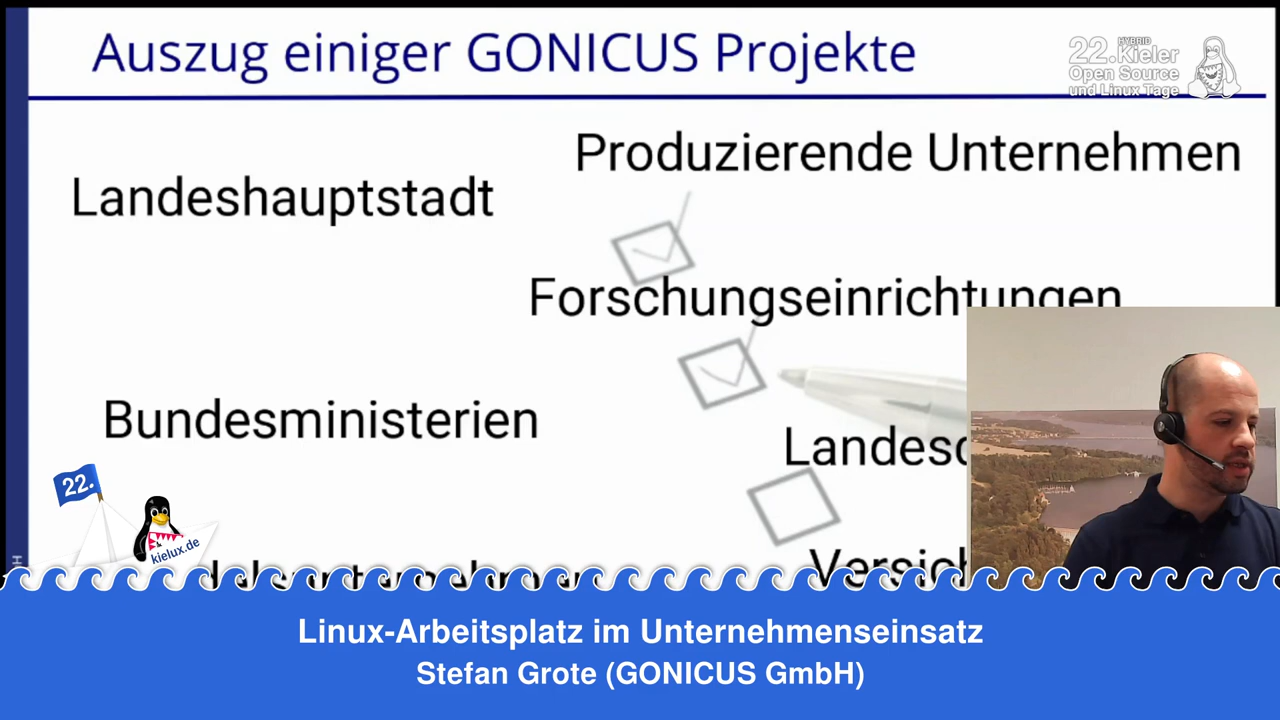 Auszug einiger GONICUS Projekte
HYBRID
22.Kieler
Open Source
und Linux Tage
Produzierende Unternehmen
Landeshauptstadt
Forschungseinrichtungen
Bundesministerien
22.
kielux.de
Linux-Arbeitsplatz im Unternehmenseinsatz
Stefan Grote (GONICUS GmbH)